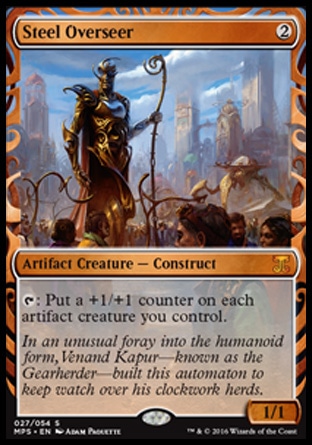 Steel Overseer 2
Artifact Creature — Construct
: Put a +1/+1 counter on each
artifact creature you control.
In an unusual foray into the humanoid
form, Venand Kapur—known as the
Gearherder—built this automaton to
keep watch over his clockwork herds.
1/1
027/054 S
MPS • EN Adam Paquette ™ & © 2016 Wizards of the Coast